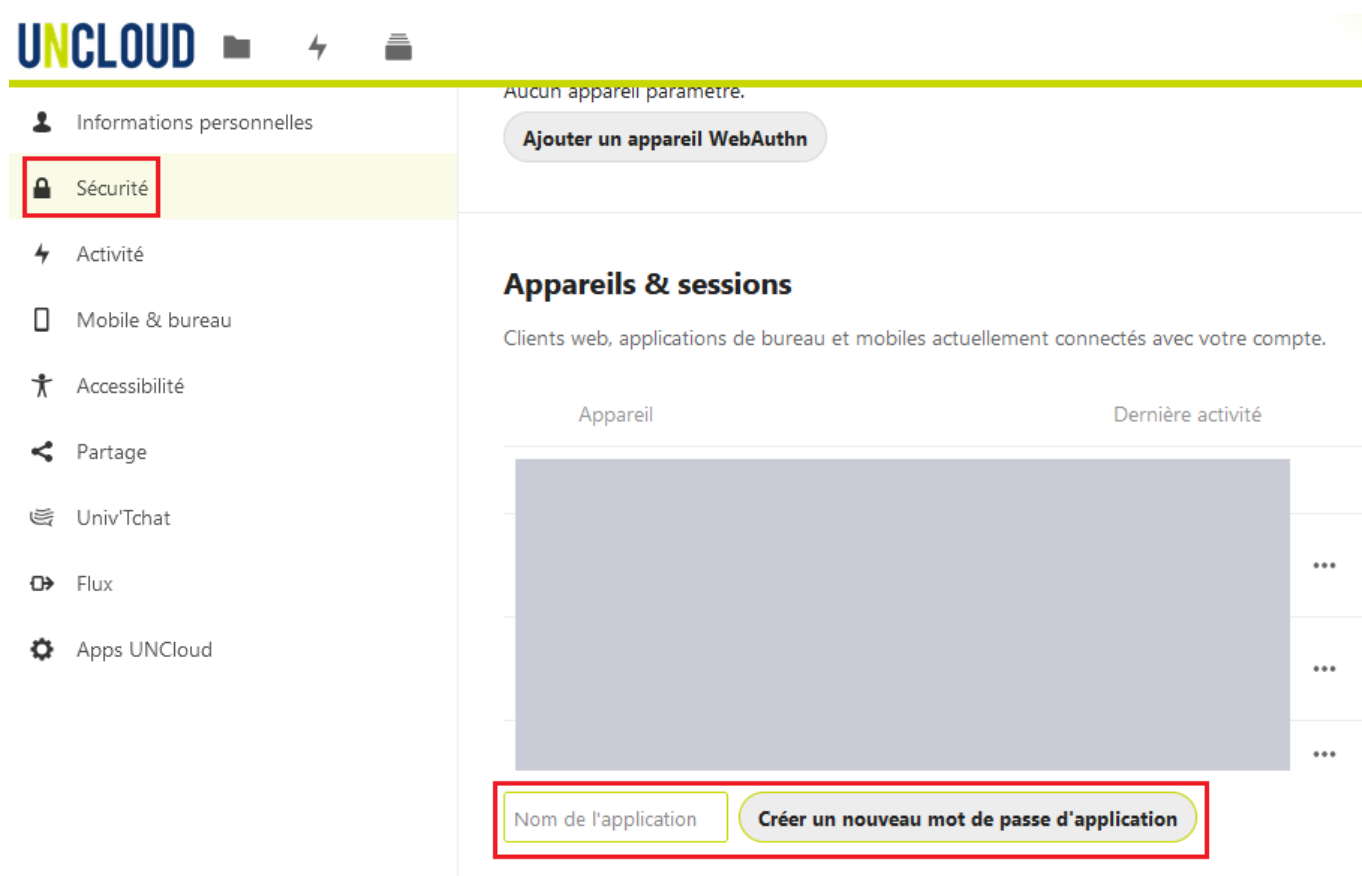 UNCLOUD
Informations personnelles
Sécurité
Activité
Mobile & bureau
Accessibilité
Partage
Univ'Tchat
Flux
Apps UNCloud
Aucun appareil paramétré.
Ajouter un appareil WebAuthn
Appareils & sessions
Clients web, applications de bureau et mobiles actuellement connectés avec votre compte.
Appareil Dernière activité
Nom de l'application Créer un nouveau mot de passe d'application